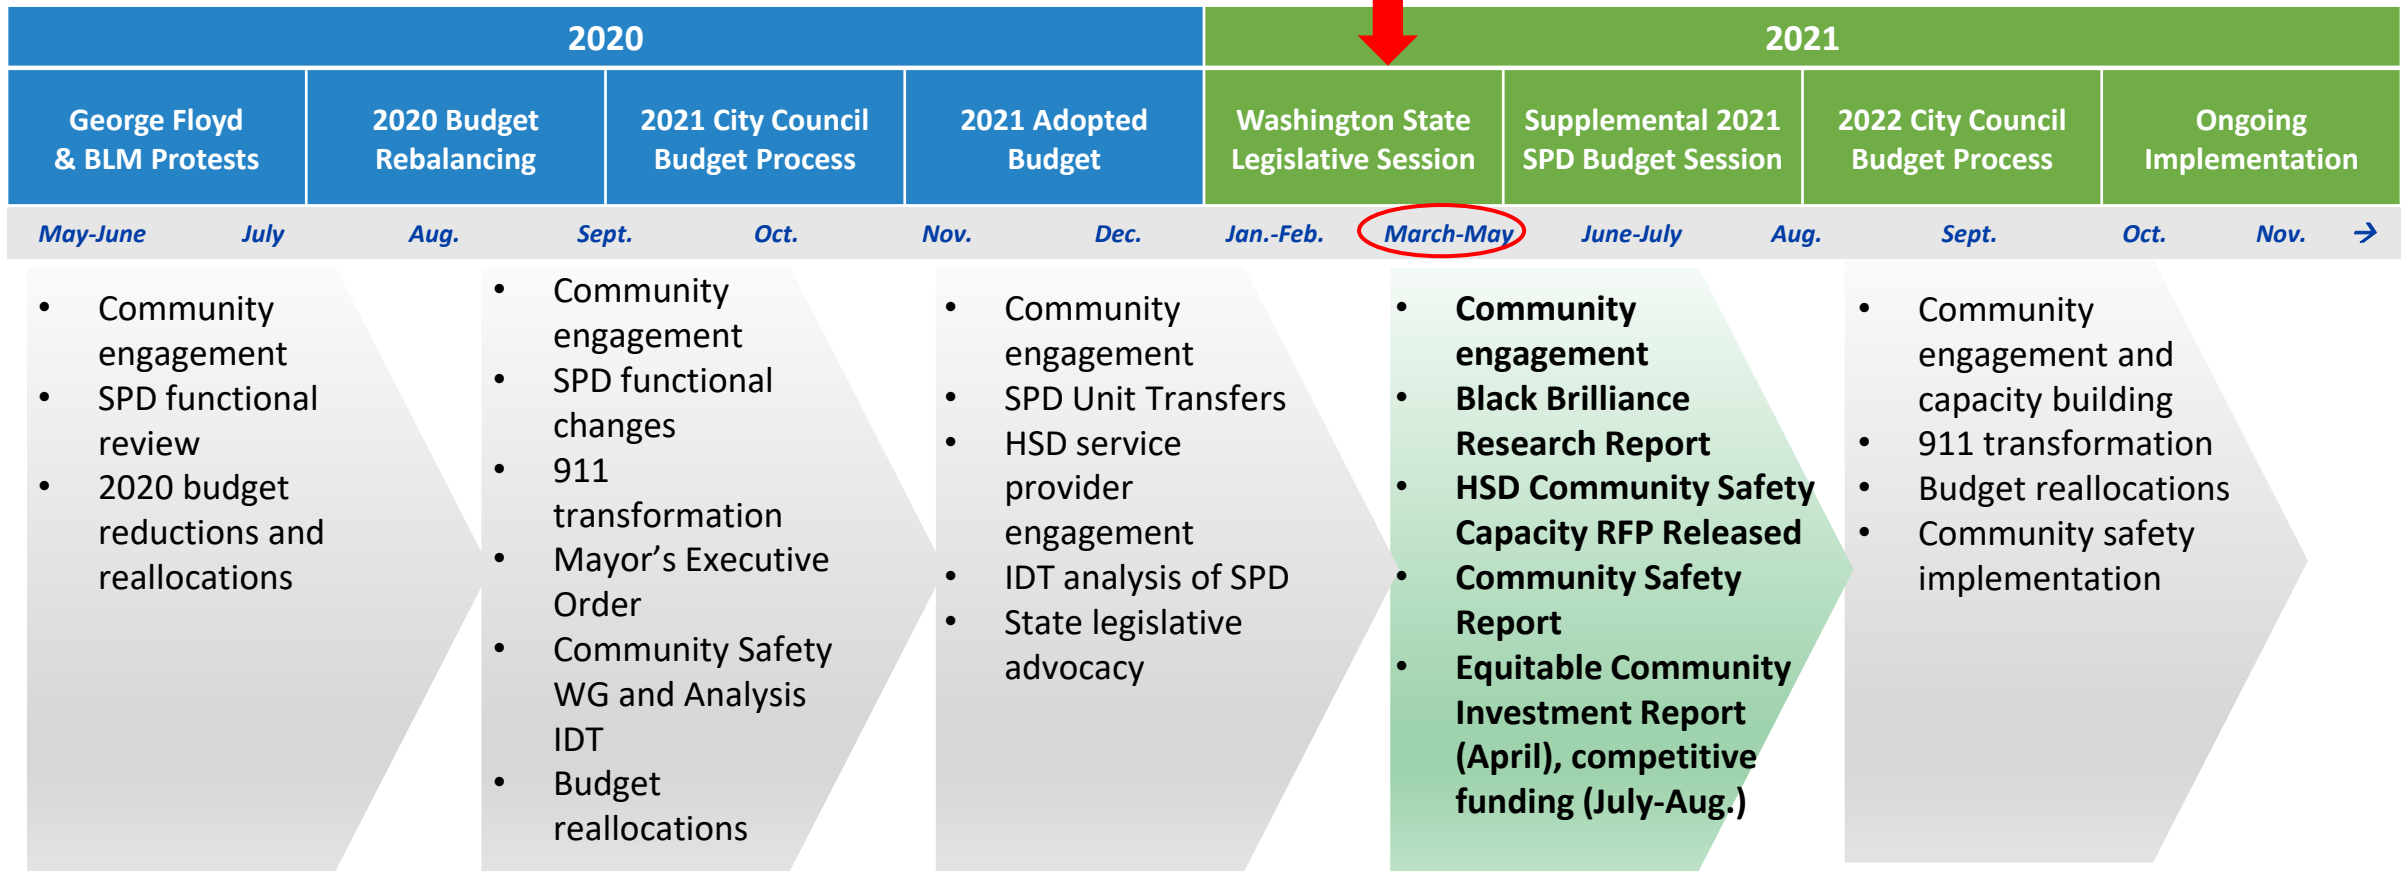 2020
2021
George Floyd
& BLM Protests
2020 Budget
Rebalancing
2021 City Council
Budget Process
2021 Adopted
Budget
Washington State
Legislative Session
Supplemental 2021
SPD Budget Session
2022 City Council
Budget Process
Ongoing
Implementation
May-June July Aug. Sept. Oct. Nov. Dec. Jan.-Feb. March-May June-July Aug. Sept. Oct. Nov. →
• Community
engagement
• SPD functional
review
• 2020 budget
reductions and
reallocations
• Community
engagement
• SPD functional
changes
• 911
transformation
• Mayor’s Executive
Order
• Community Safety
WG and Analysis
IDT
• Budget
reallocations
• Community
engagement
• SPD Unit Transfers
• HSD service
provider
engagement
• IDT analysis of SPD
• State legislative
advocacy
• Community
engagement
• Black Brilliance
Research Report
• HSD Community Safety
Capacity RFP Released
• Community Safety
Report
• Equitable Community
Investment Report
(April), competitive
funding (July-Aug.)
• Community
engagement and
capacity building
• 911 transformation
• Budget reallocations
• Community safety
implementation